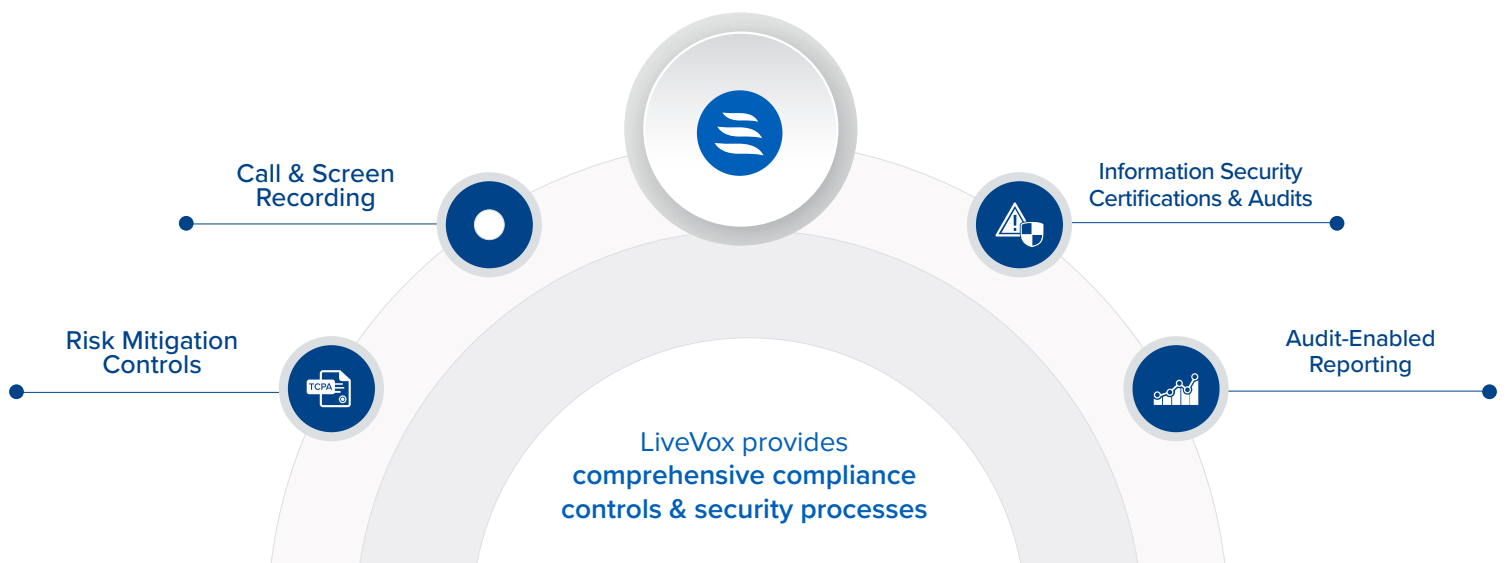 Call & Screen
Recording
Information Security
Certifications & Audits
Risk Mitigation
Controls
TCPA
Audit-Enabled
Reporting
LiveVox provides
comprehensive compliance
controls & security processes